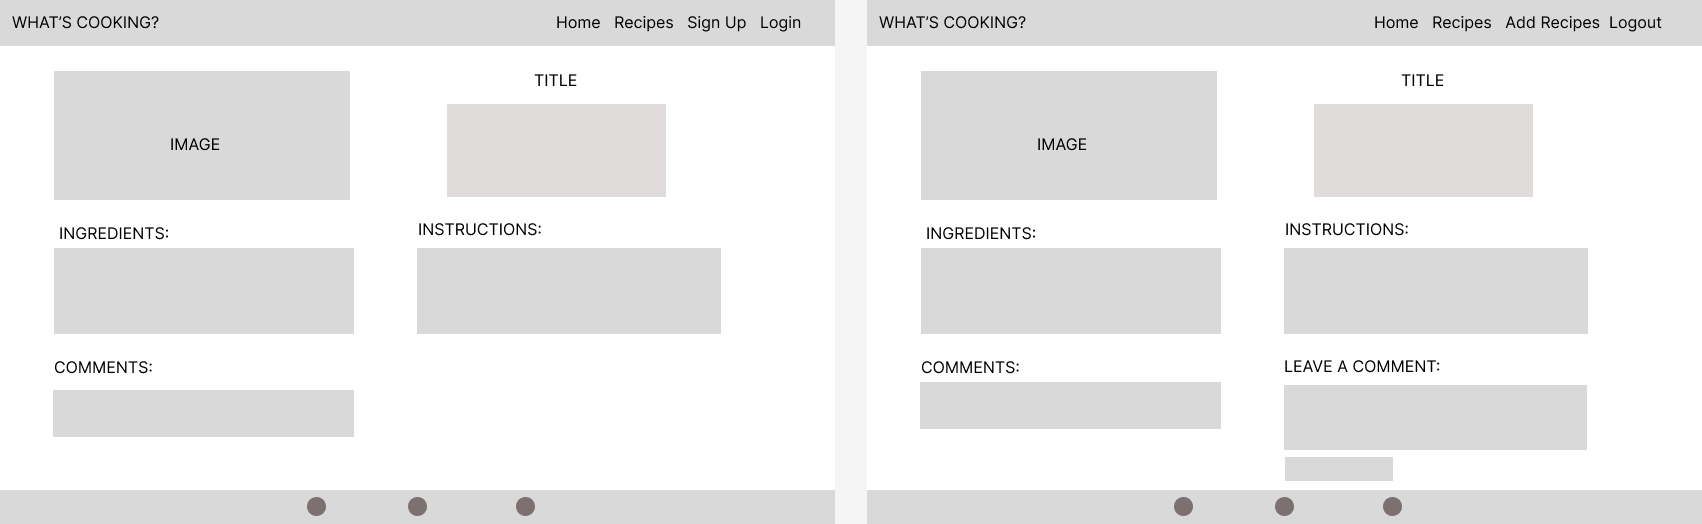 WHAT'S COOKING?
Home Recipes Sign Up Login
IMAGE
TITLE
INGREDIENTS:
INSTRUCTIONS:
COMMENTS:
WHAT'S COOKING?
Home Recipes Add Recipes Logout
IMAGE
TITLE
INGREDIENTS:
INSTRUCTIONS:
COMMENTS:
LEAVE A COMMENT: